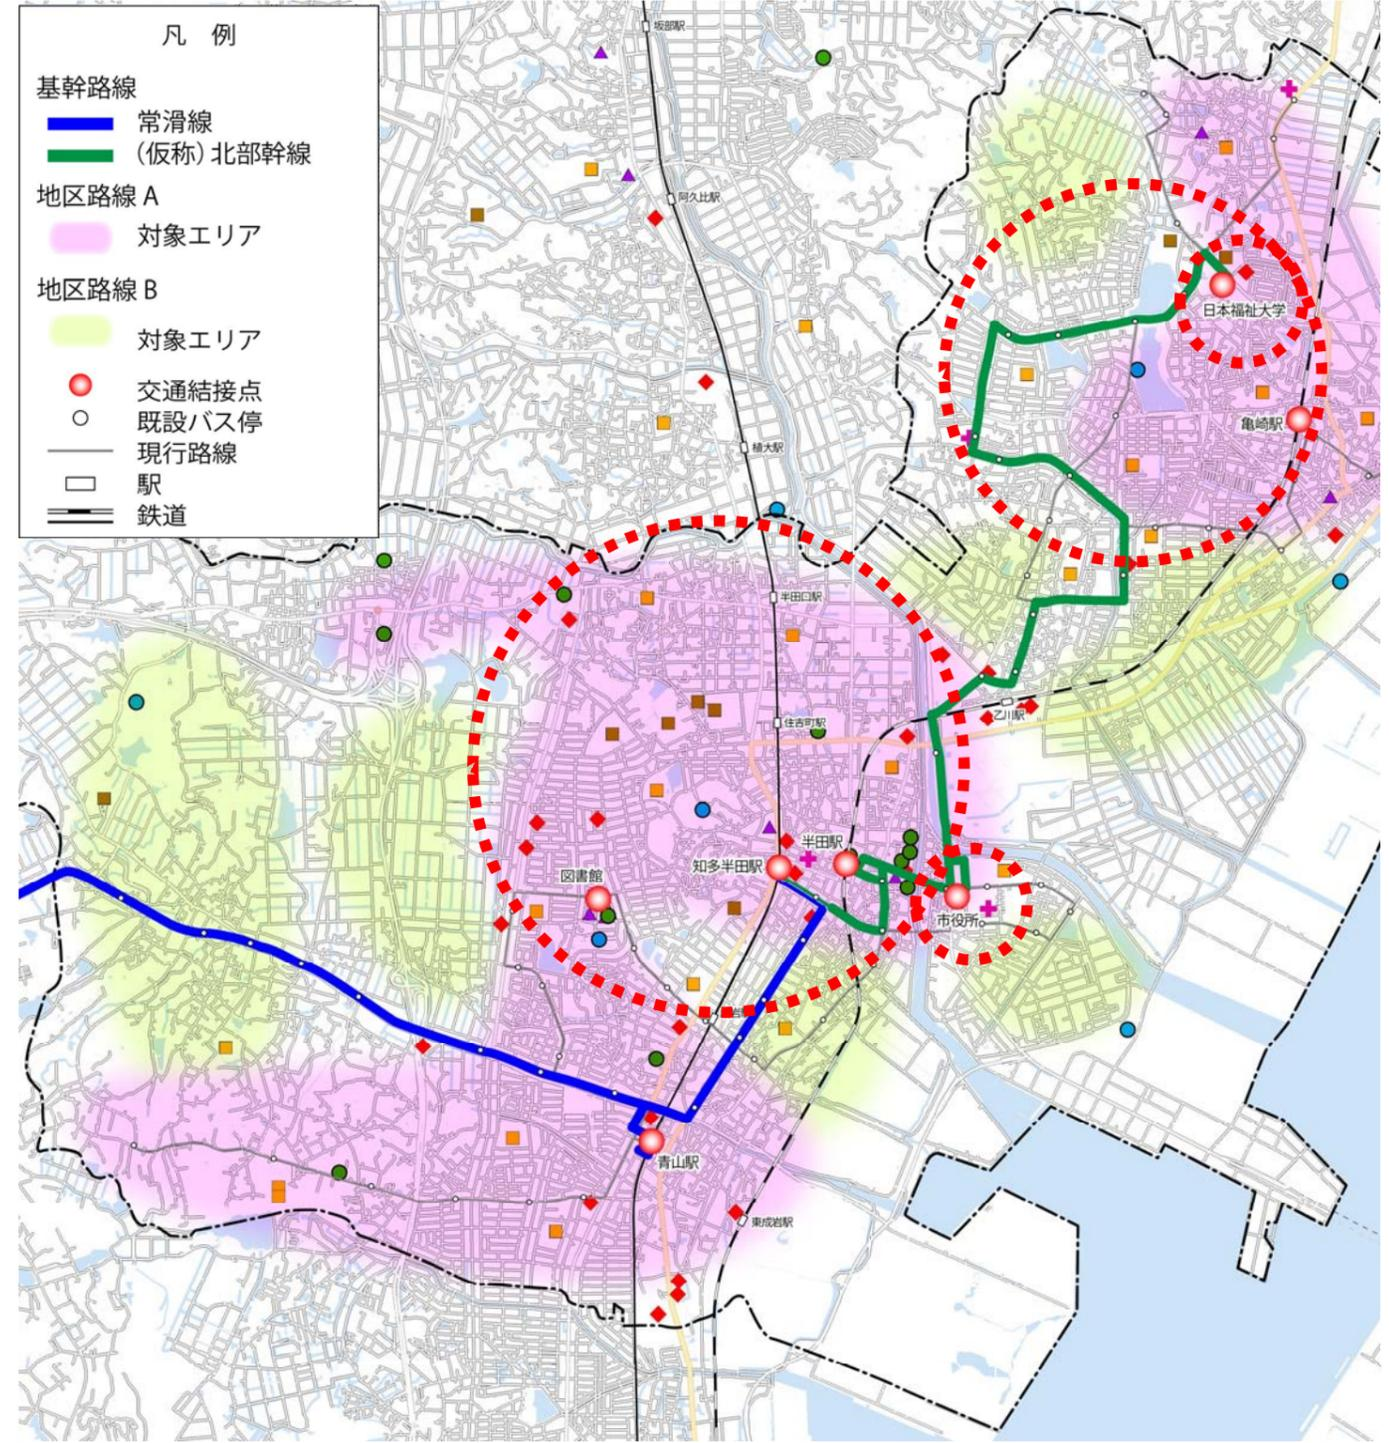 凡 例
基幹路線
常滑線
(仮称)北部幹線
地区路線 A
対象エリア
地区路線 B
対象エリア
交通結接点
既設バス停
現行路線
駅
鉄道
坂部駅
阿久比駅
植大駅
日本福祉大学
亀崎駅
半田口駅
住吉町駅
乙川駅
半田駅
知多半田駅
図書館
市役所
青山駅
東成岩駅